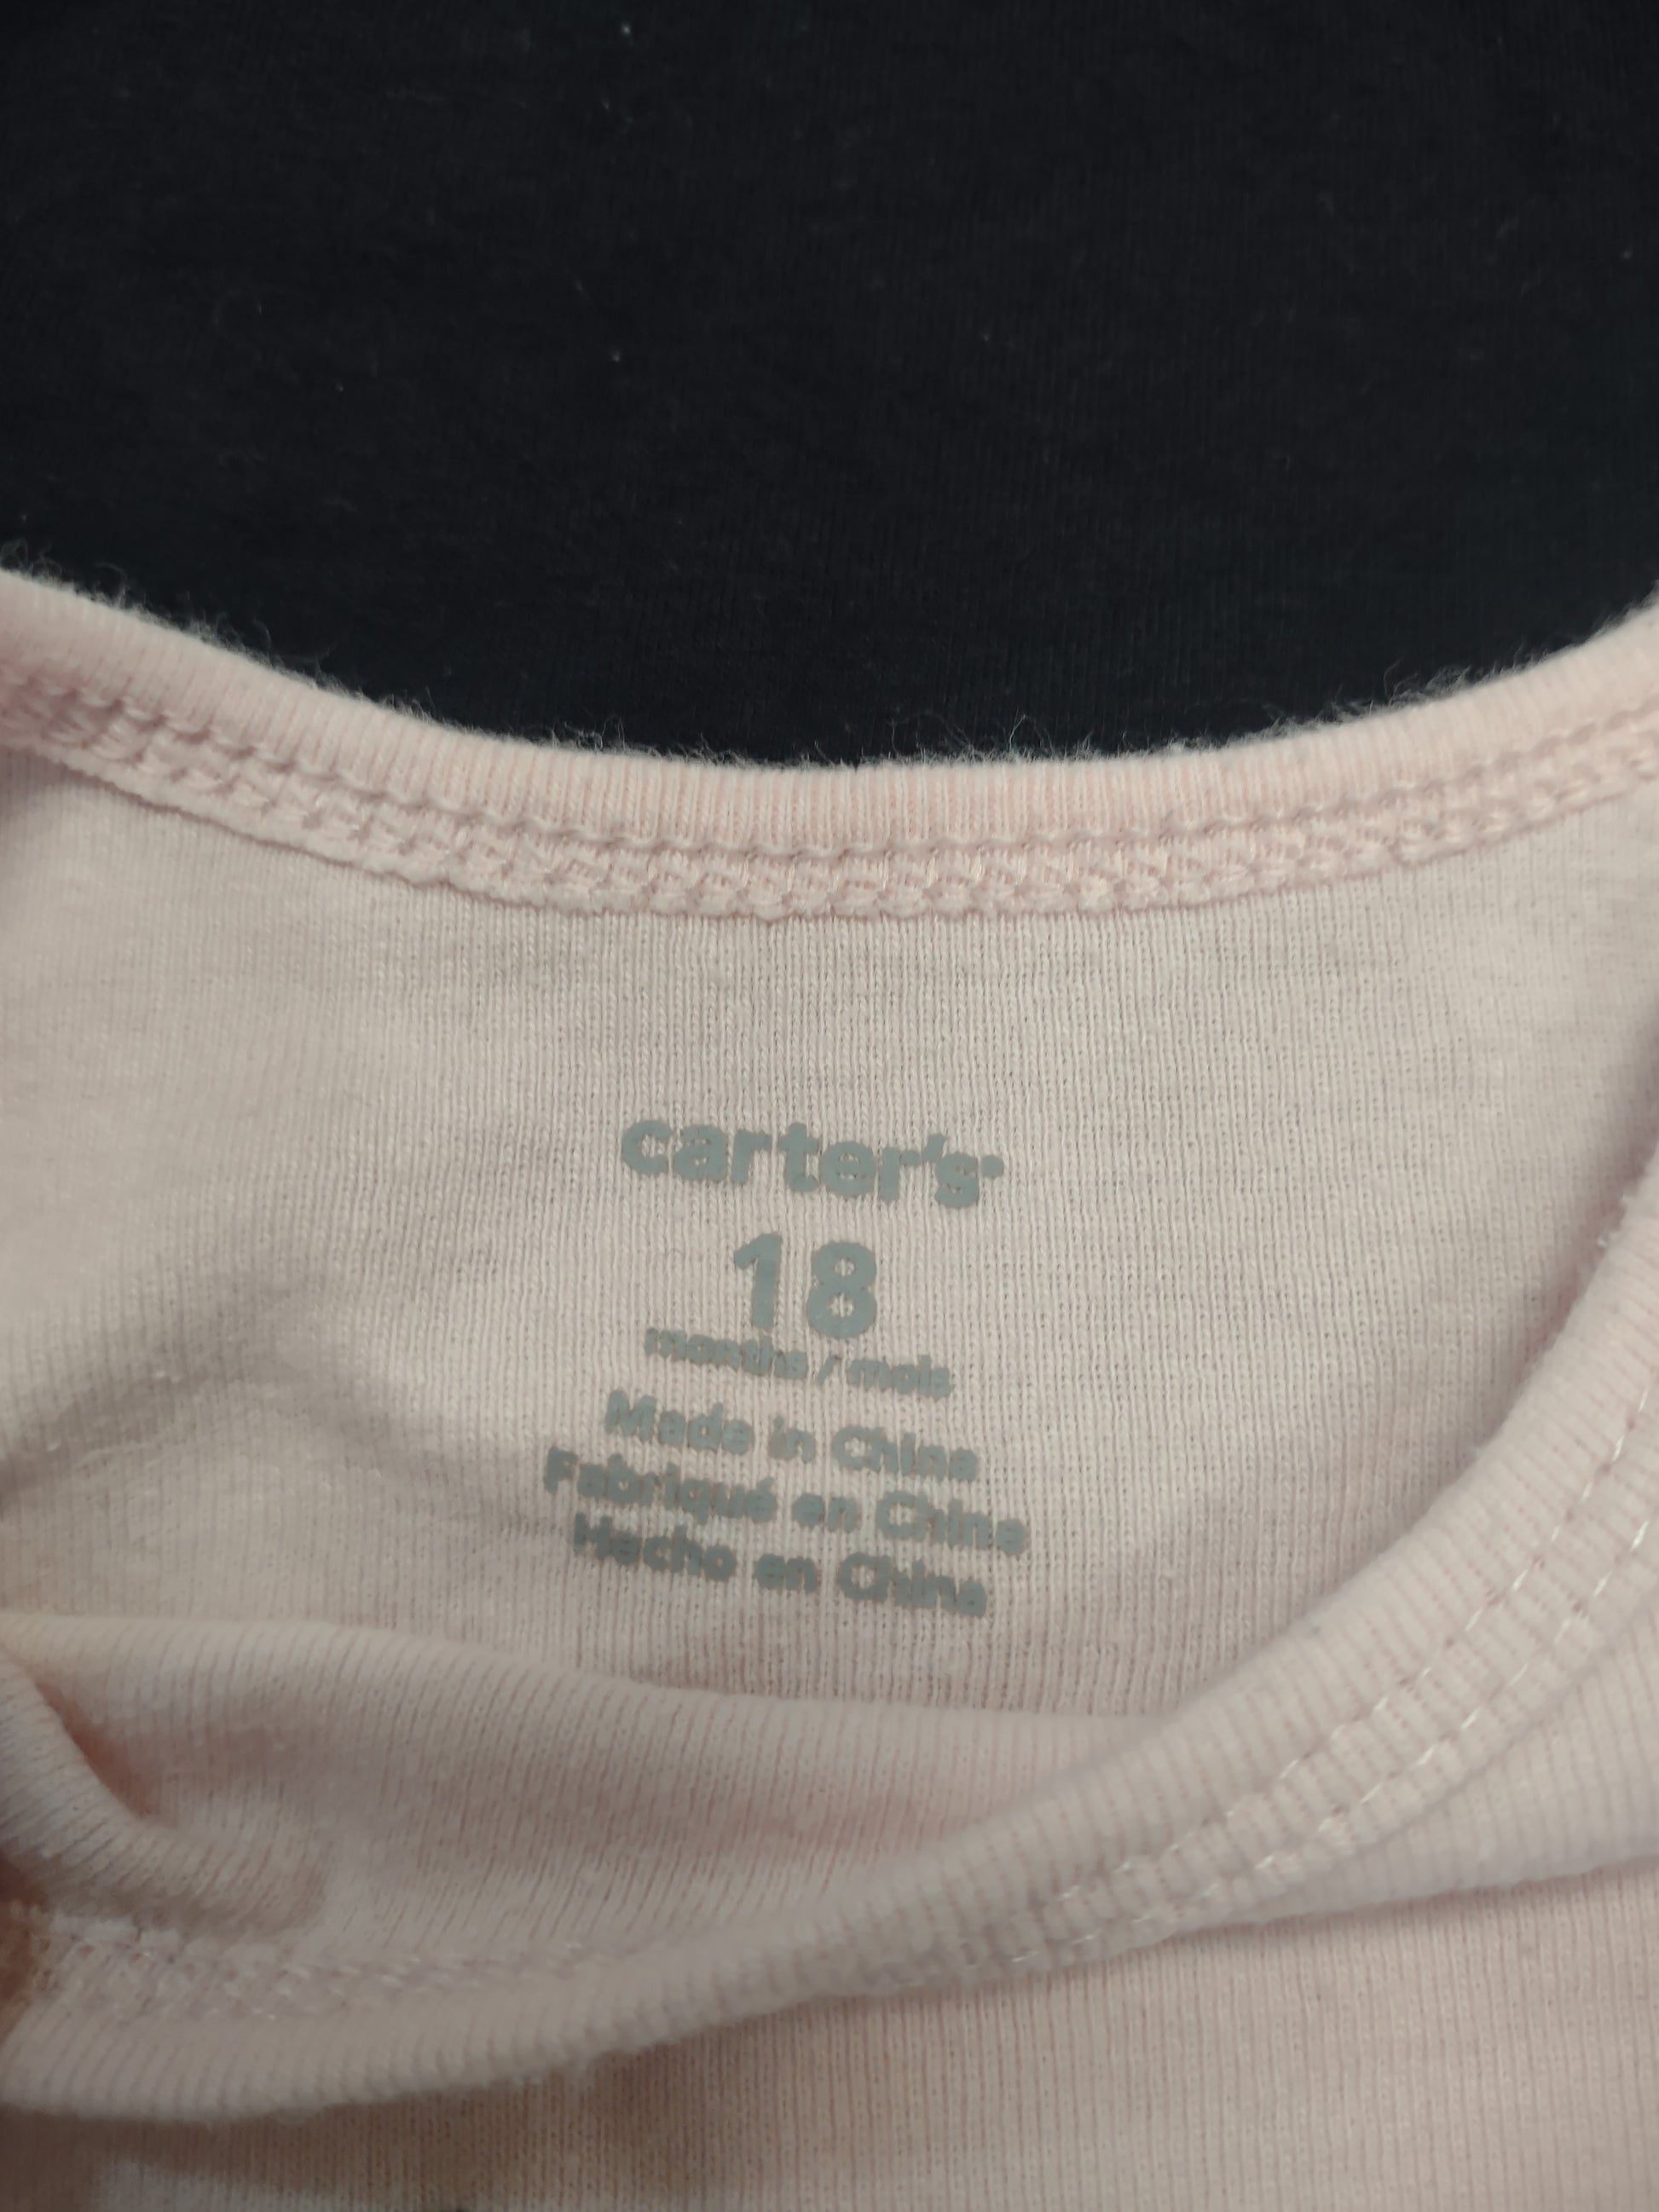 carter's
18
months / mois
Made in China
Fabriqué en Chine
Hecho en China